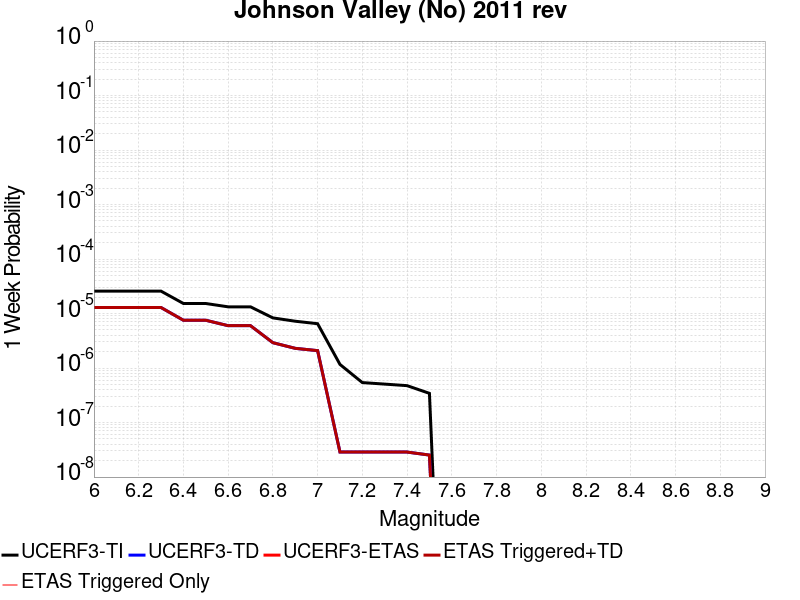 Johnson Valley (No) 2011 rev
10^0
10^-1
10^-2
10^-3
10^-4
10^-5
10^-6
10^-7
10^-8
1 Week Probability
6 6.2 6.4 6.6 6.8 7 7.2 7.4 7.6 7.8 8 8.2 8.4 8.6 8.8 9
Magnitude
UCERF3-TI UCERF3-TD UCERF3-ETAS ETAS Triggered+TD
ETAS Triggered Only